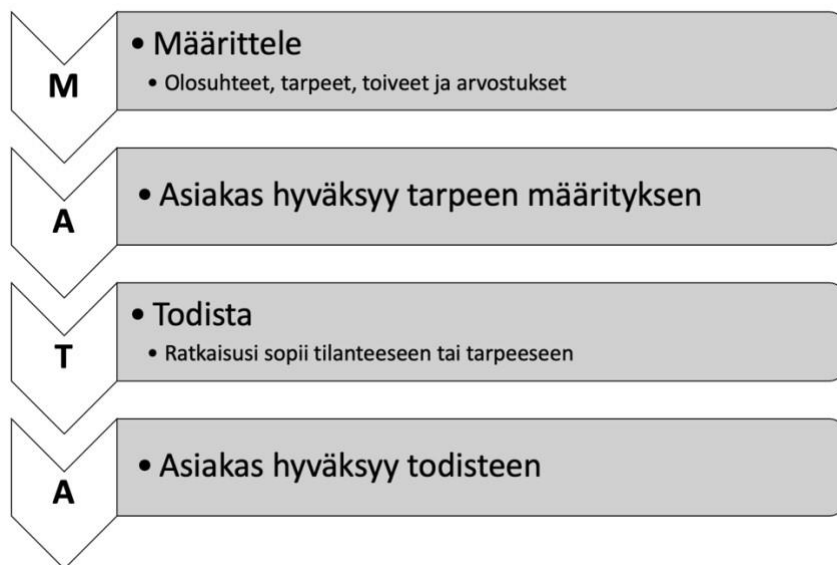 M
• Määrittele
• Olosuhteet, tarpeet, toiveet ja arvostukset
A
• Asiakas hyväksyy tarpeen määrityksen
T
• Todista
• Ratkaisusi sopii tilanteeseen tai tarpeeseen
A
• Asiakas hyväksyy todisteen